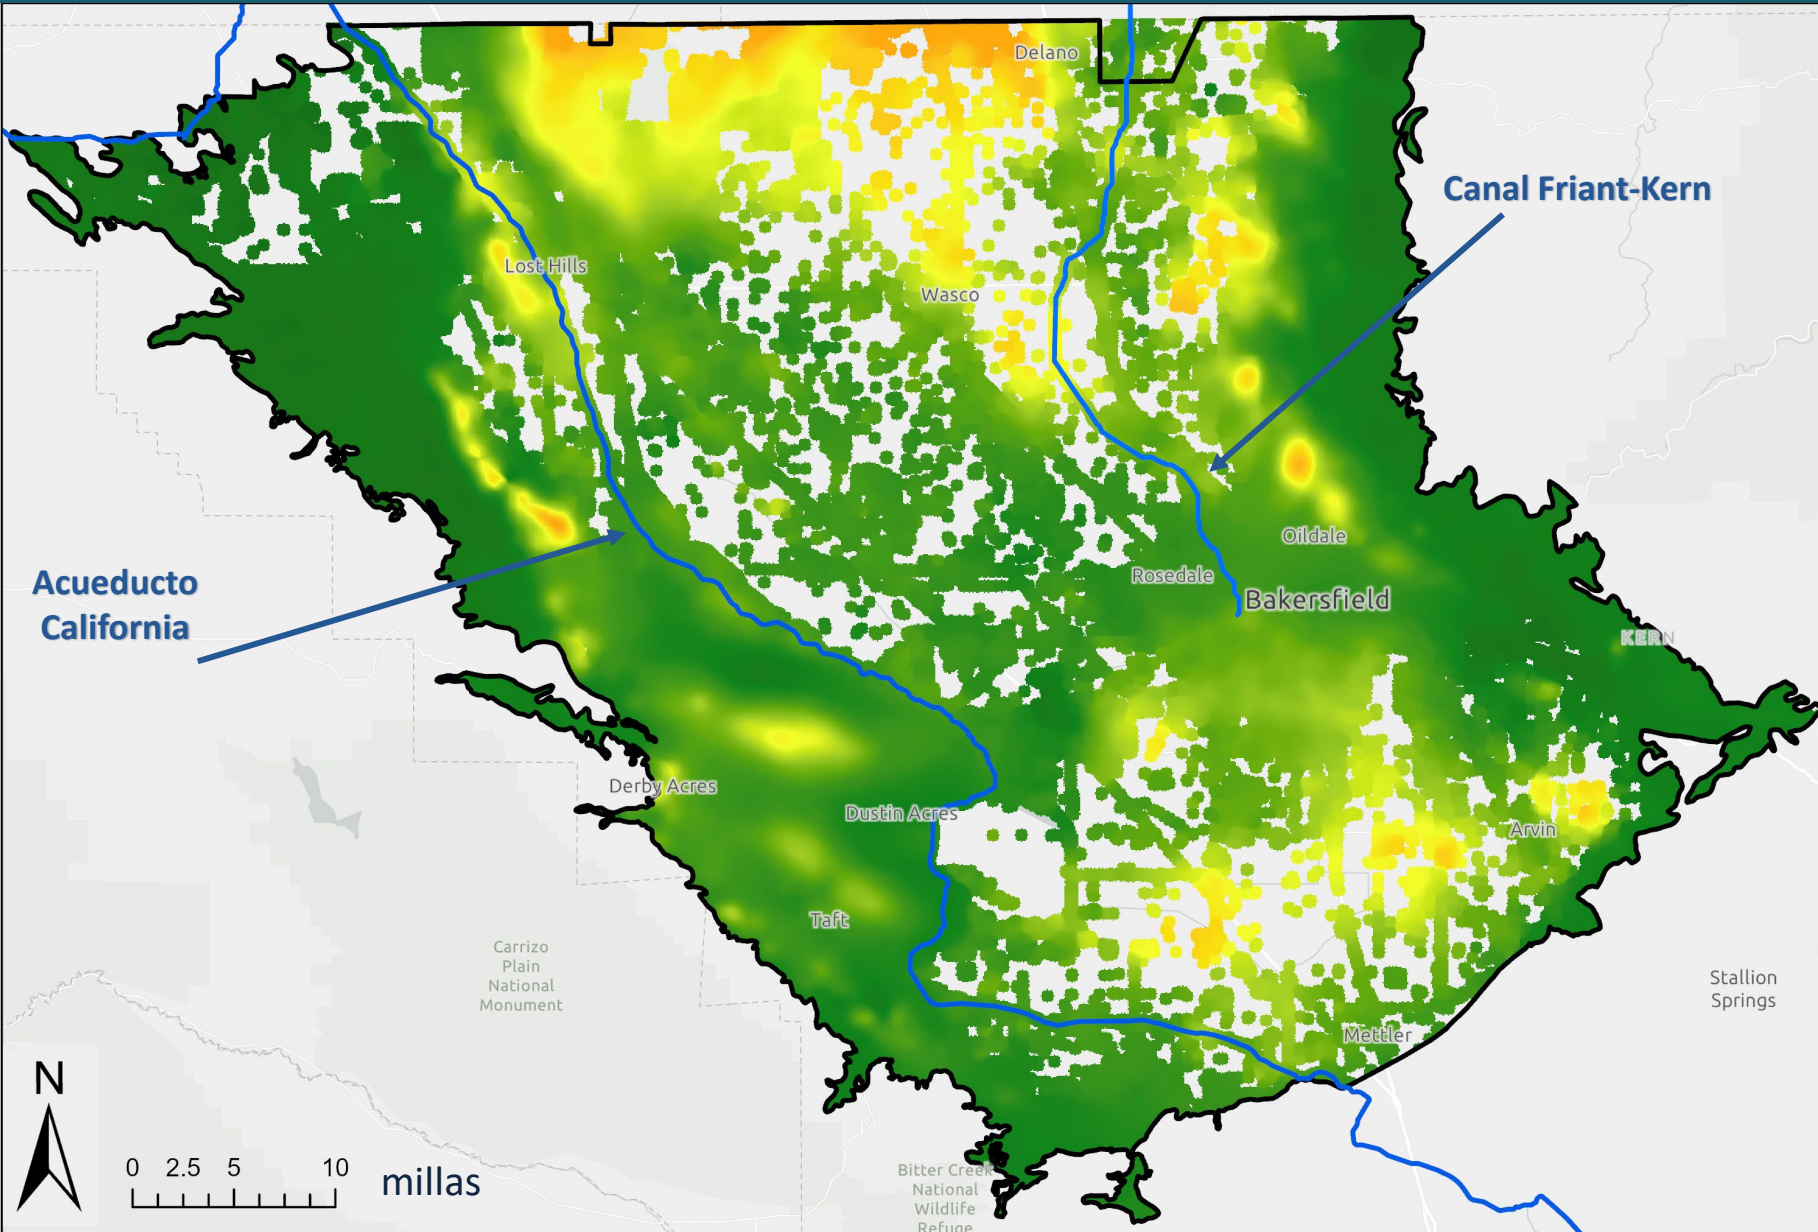 Delano
Canal Friant-Kern
Lost Hills
Wasco
Oildale
Rosedale
Bakersfield
Acueducto
California
KERN
Derby Acres
Dustin Acres
Arvin
Taft
Carrizo
Plain
National
Monument
Stallion
Springs
Mettler
N
0 2.5 5 10
millas
Bitter Creek
National
Wildlife
Refuge